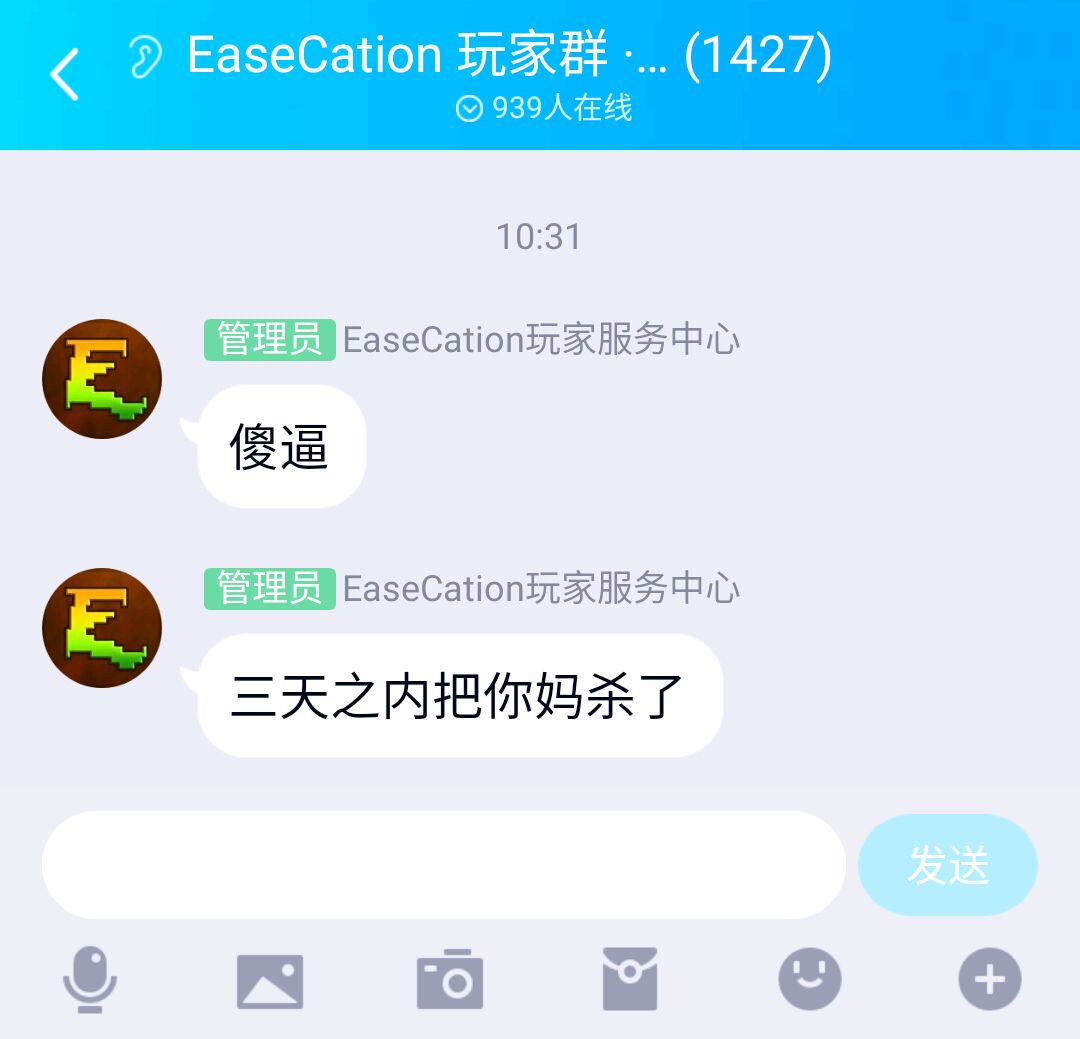 EaseCation 玩家群 ·... (1427)
939人在线
10:31
管理员 EaseCation玩家服务中心
傻逼
管理员 EaseCation玩家服务中心
三天之内把你妈杀了
发送